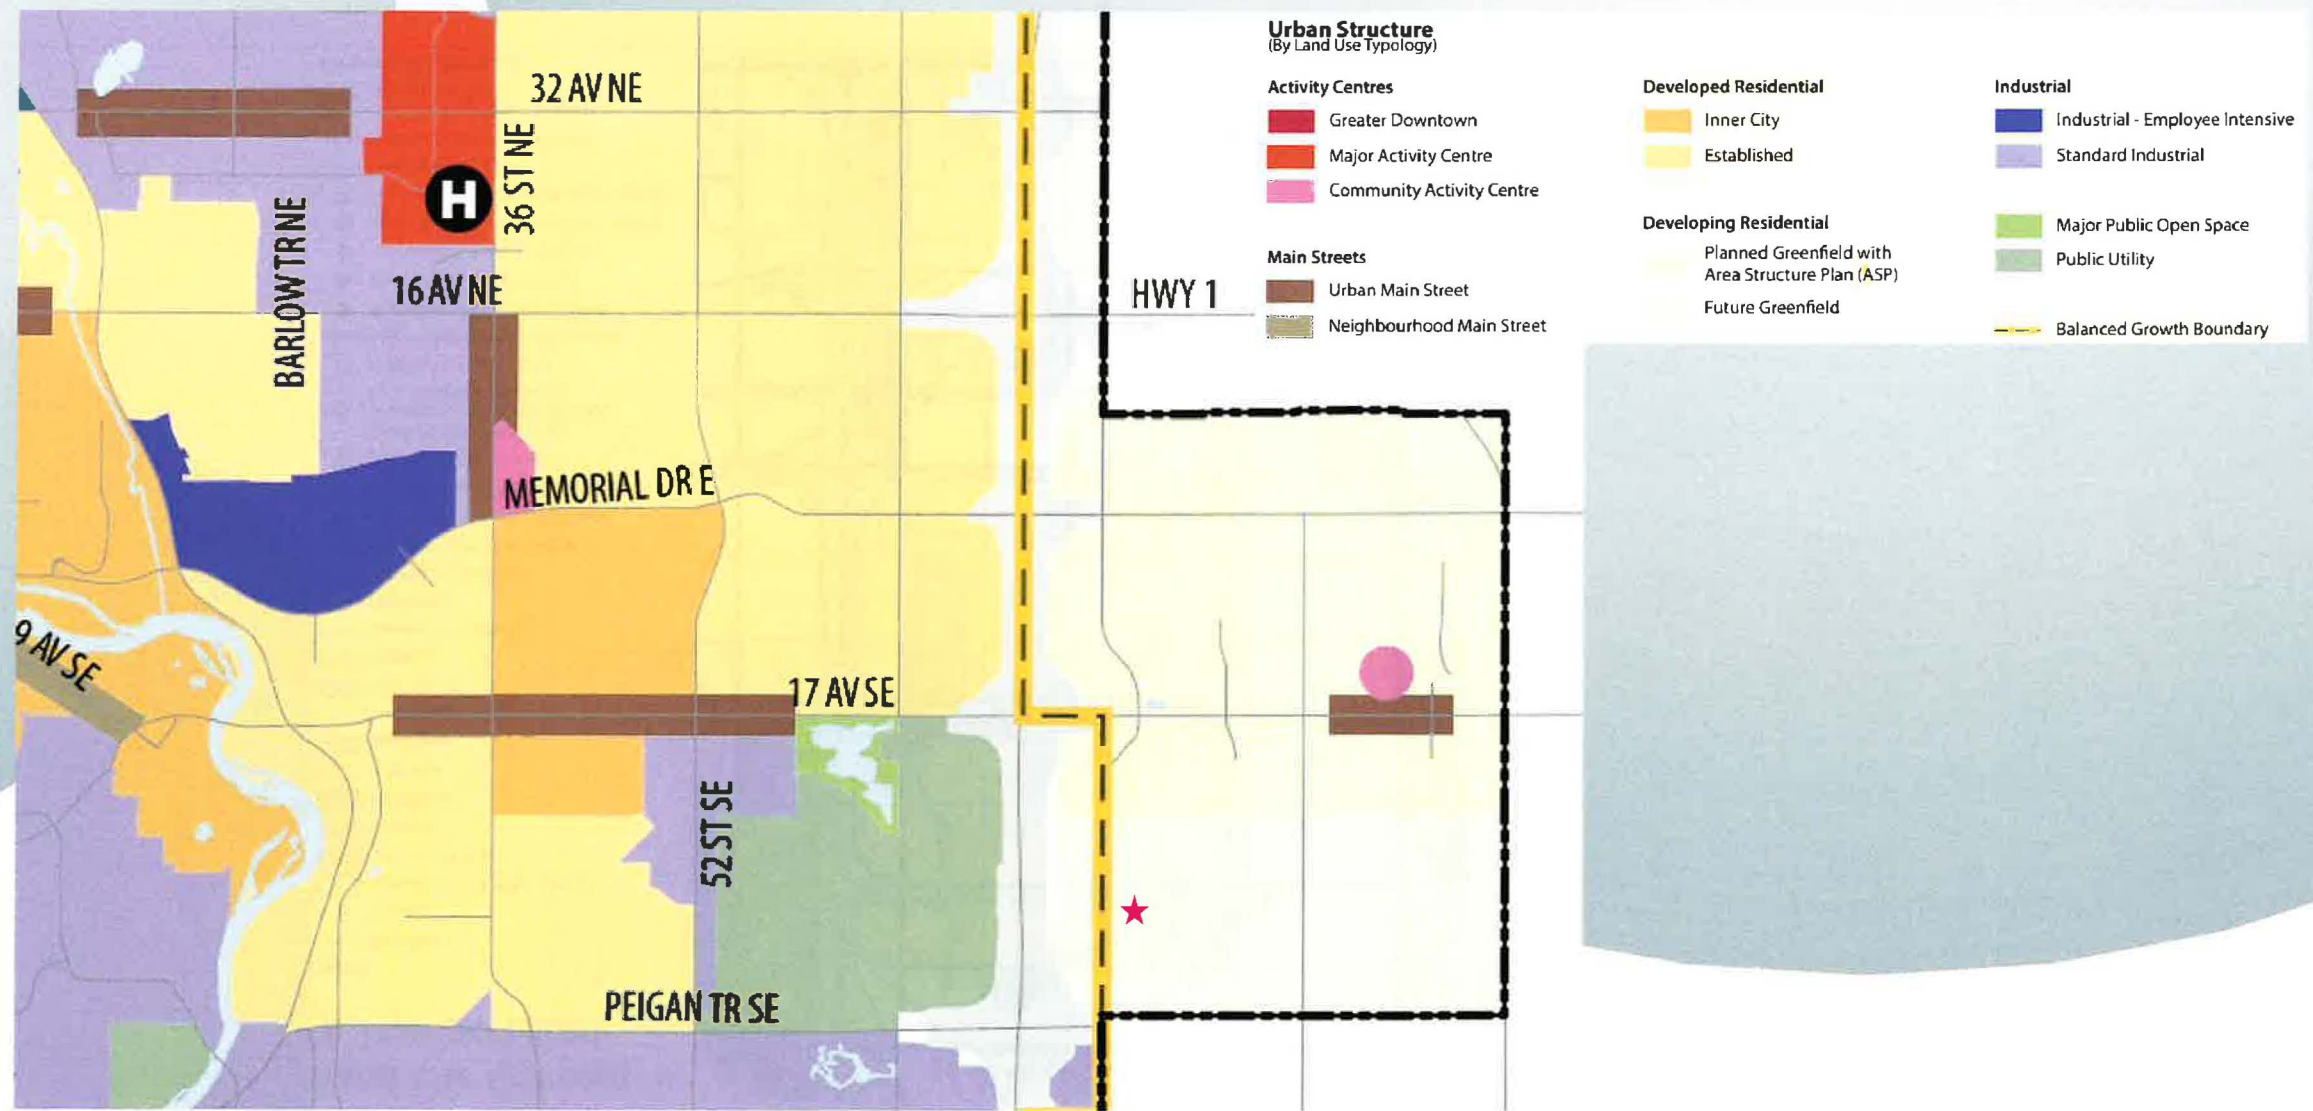 Urban Structure
(By Land Use Typology)
Activity Centres
Greater Downtown
Major Activity Centre
Community Activity Centre
Main Streets
Urban Main Street
Neighbourhood Main Street
Developed Residential
Inner City
Established
Developing Residential
Planned Greenfield with
Area Structure Plan (ASP)
Future Greenfield
Industrial
Industrial - Employee Intensive
Standard Industrial
Major Public Open Space
Public Utility
Balanced Growth Boundary
32 AV NE
36 ST NE
H
BARLOW TR NE
16 AV NE
HWY 1
MEMORIAL DR E
9 AV SE
17 AV SE
52 ST SE
PEIGAN TR SE